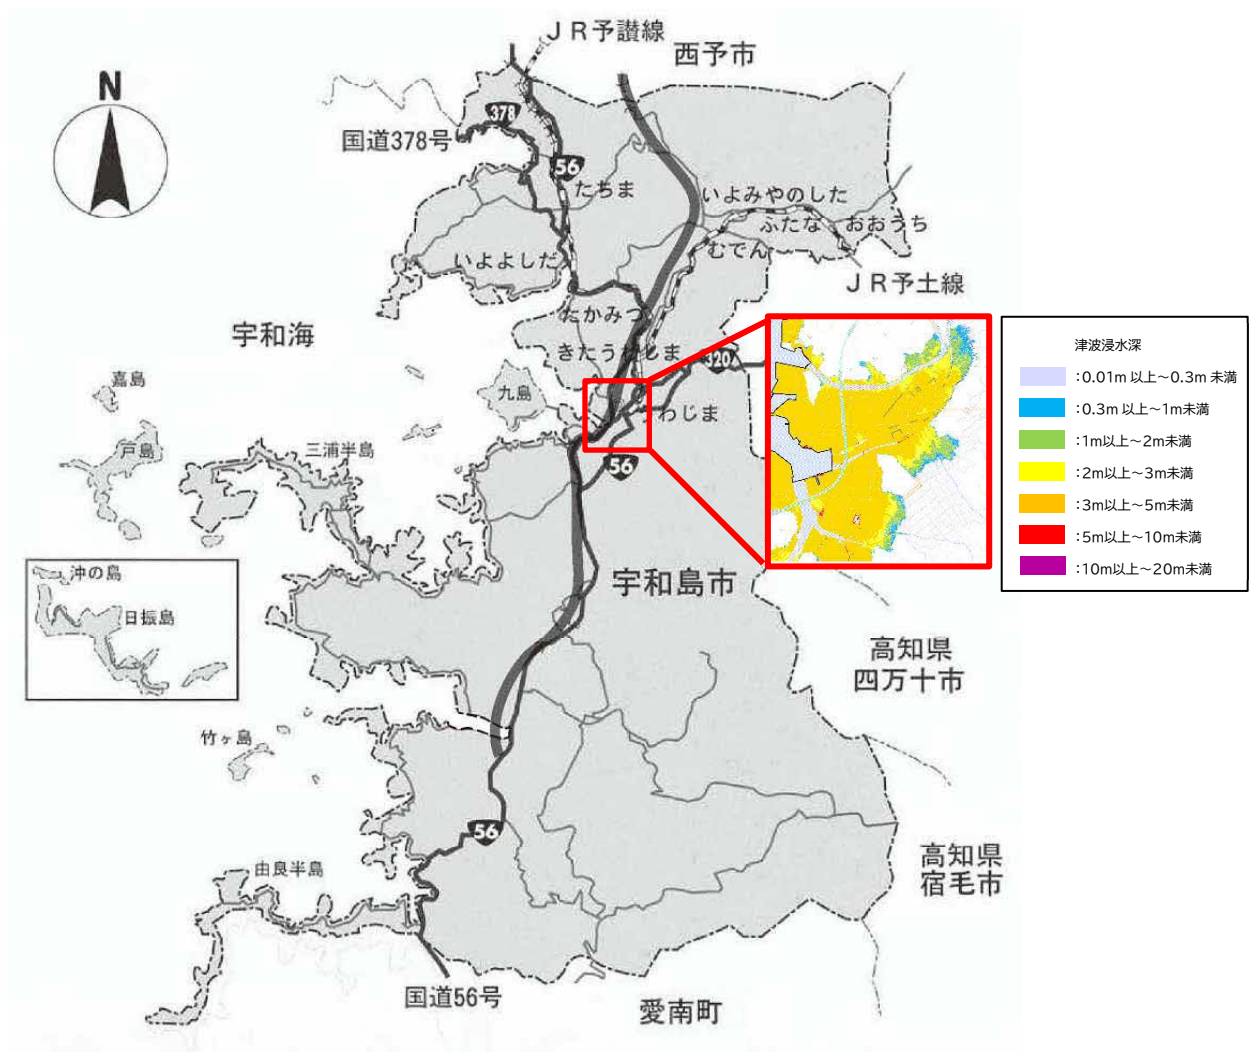 ＪＲ予讃線
西予市
N
378
国道378号
56
たちま
いよみやのした
ふたな
おおうち
むでん
いよよしだ
ＪＲ予土線
たかみつ
宇和海
きたうわじま
320
嘉島
九島
わじま
戸島
三浦半島
56
津波浸水深
:0.01m 以上～0.3m 未満
:0.3m 以上～1m未満
:1m以上～2m未満
:2m以上～3m未満
:3m以上～5m未満
:5m以上～10m未満
:10m以上～20m未満
沖の島
日振島
宇和島市
高知県
四万十市
竹ヶ島
56
高知県
宿毛市
由良半島
国道56号
愛南町